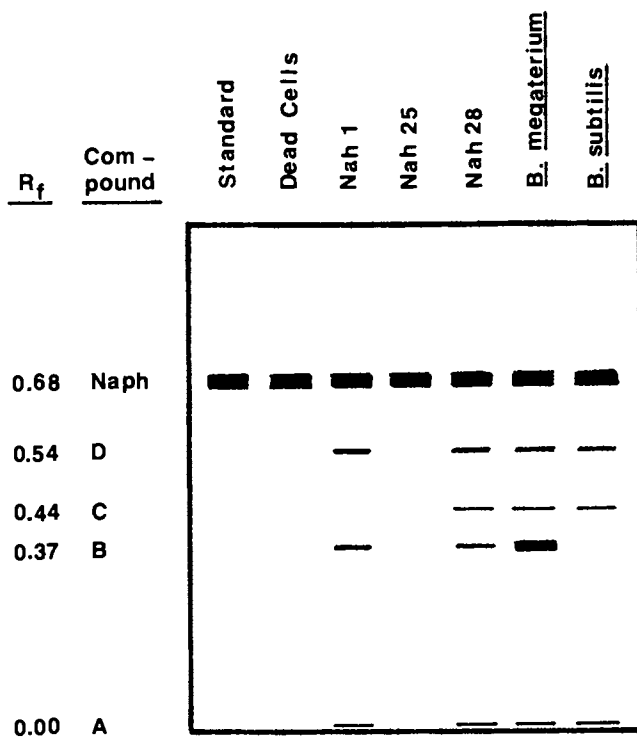 Rf
Com-
pound
Standard
Dead Cells
Nah 1
Nah 25
Nah 28
B. megaterium
B. subtilis
0.68 Naph
0.54 D
0.44 C
0.37 B
0.00 A